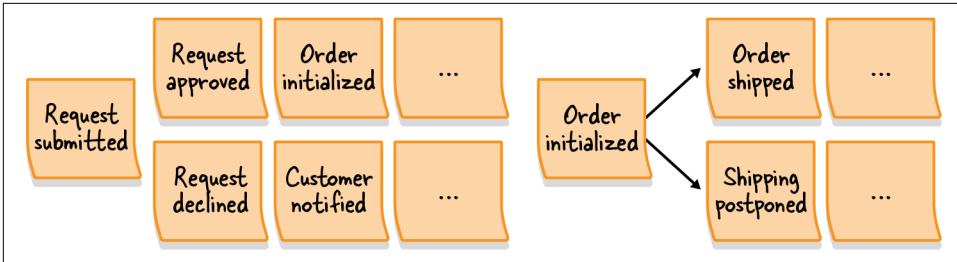 Request
approved
Order
initialized
...
Request
submitted
Request
declined
Customer
notified
...
Order
initialized
Order
shipped
...
Shipping
postponed
...